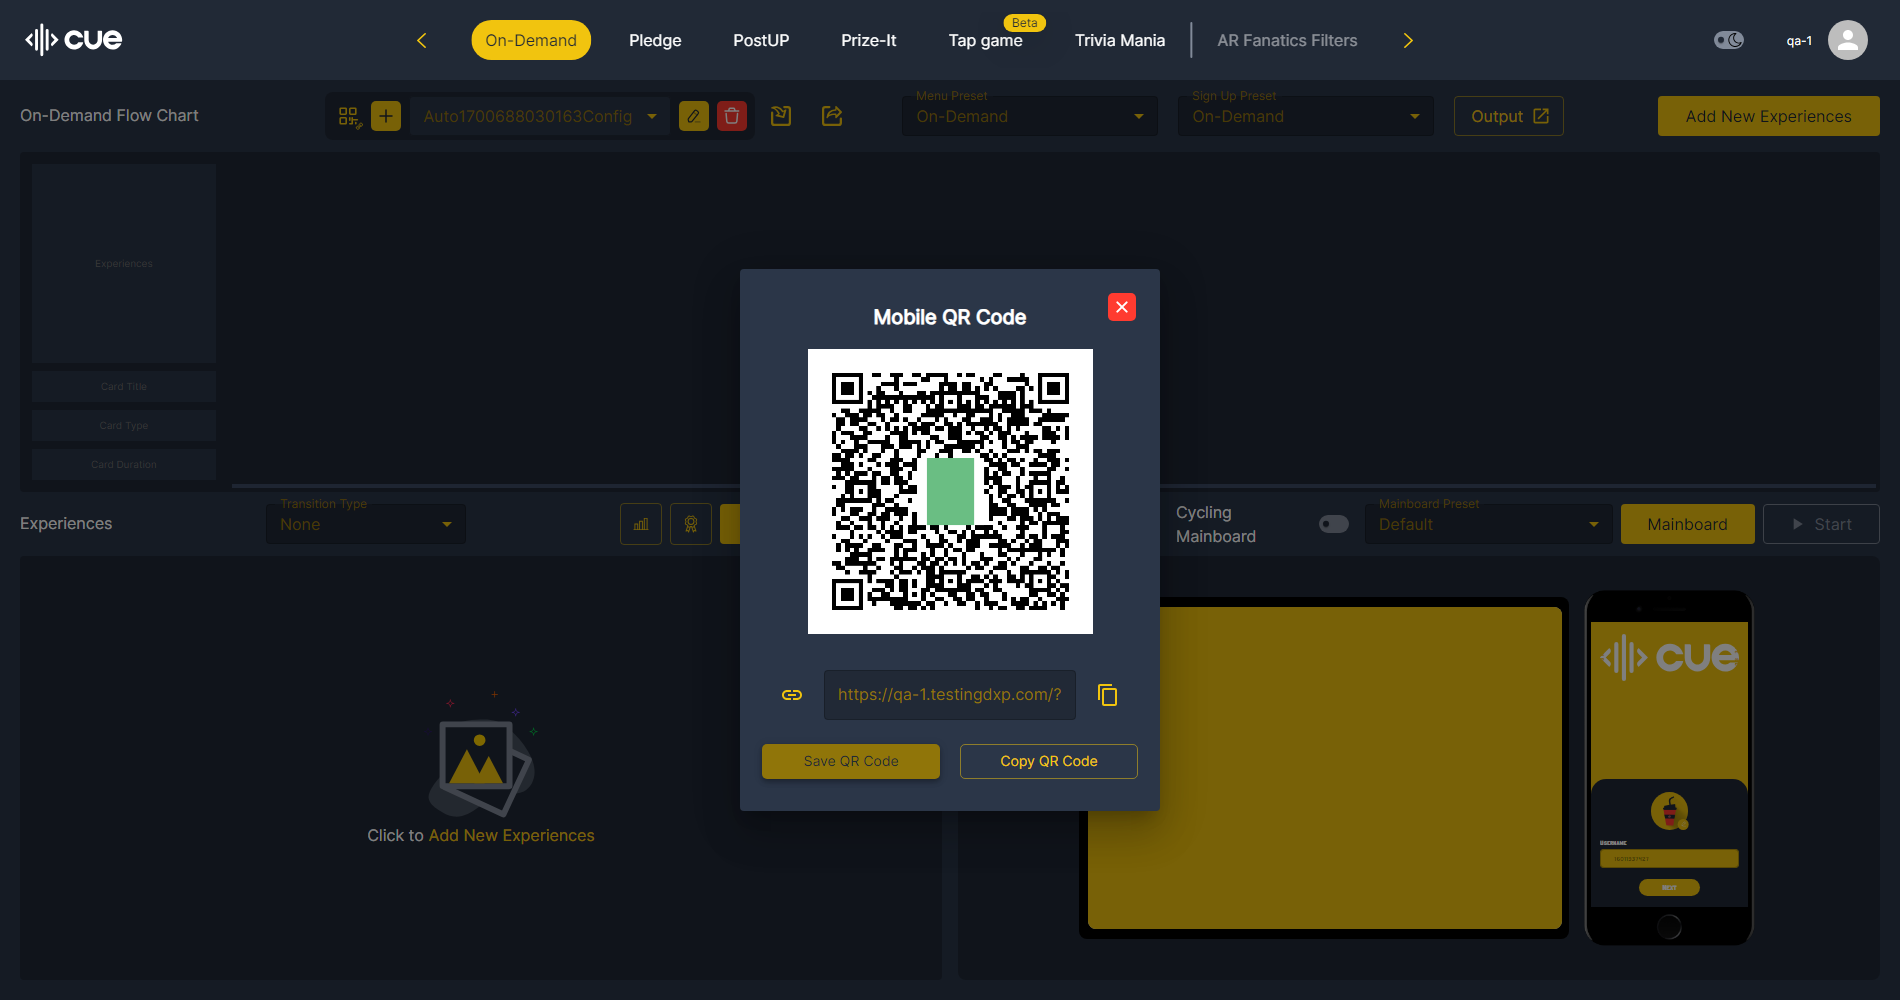 cue
On-Demand
Pledge
PostUP
Prize-It
Tap game
Beta
Trivia Mania
AR Fanatics Filters
qa-1
On-Demand Flow Chart
Auto1700688030163Config
Menu Preset
On-Demand
Sign Up Preset
On-Demand
Output
Add New Experiences
Experiences
Card Title
Card Type
Card Duration
Mobile QR Code
https://qa-1.testingdxp.com/?
Save QR Code
Copy QR Code
Experiences
Transition Type
None
Cycling
Mainboard
Mainboard Preset
Default
Mainboard
Start
Click to Add New Experiences
cue
USERNAME
NEXT